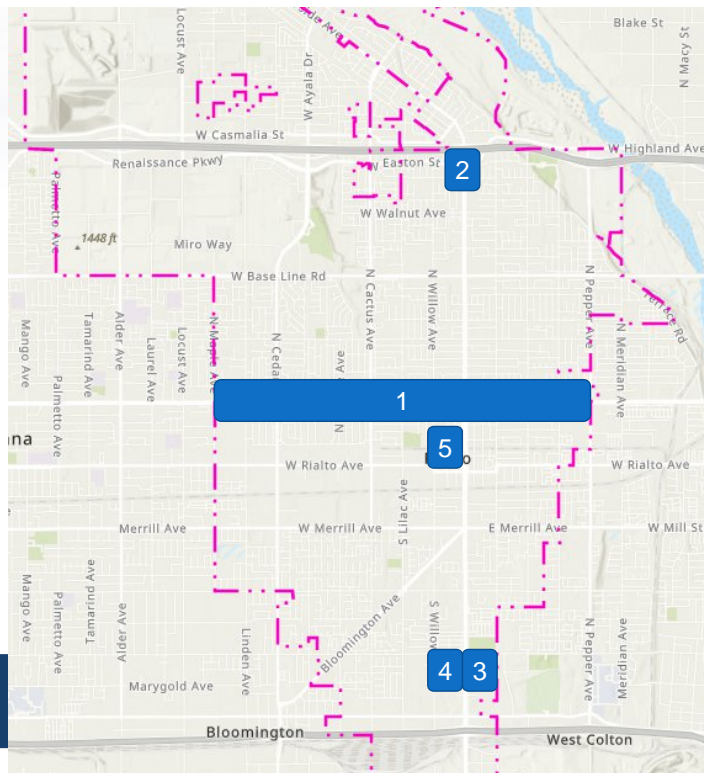 Locust Ave
W Ayala Dr
Blake St
N Macy St
W Casmalia St
W Highland Ave
Renaissance Pkwy
Easton St
2
Palmetto Ave
W Walnut Ave
1448 ft
Miro Way
W Base Line Rd
N Cactus Ave
N Willow Ave
N Pepper Ave
Terrace Rd
Mango Ave
Tamarind Ave
Alder Ave
Laurel Ave
Locust Ave
N Maple Ave
N Cedar
N Meridian Ave
Palmetto Ave
1
5
W Rialto Ave
W Rialto Ave
S Lilac Ave
Merrill Ave
W Merrill Ave
E Merrill Ave
W Mill St
Mango Ave
Palmetto Ave
Tamarind Ave
Alder Ave
Linden Ave
Bloomington Ave
S Willow
N Pepper Ave
Meridian Ave
4
3
Marygold Ave
Bloomington
West Colton